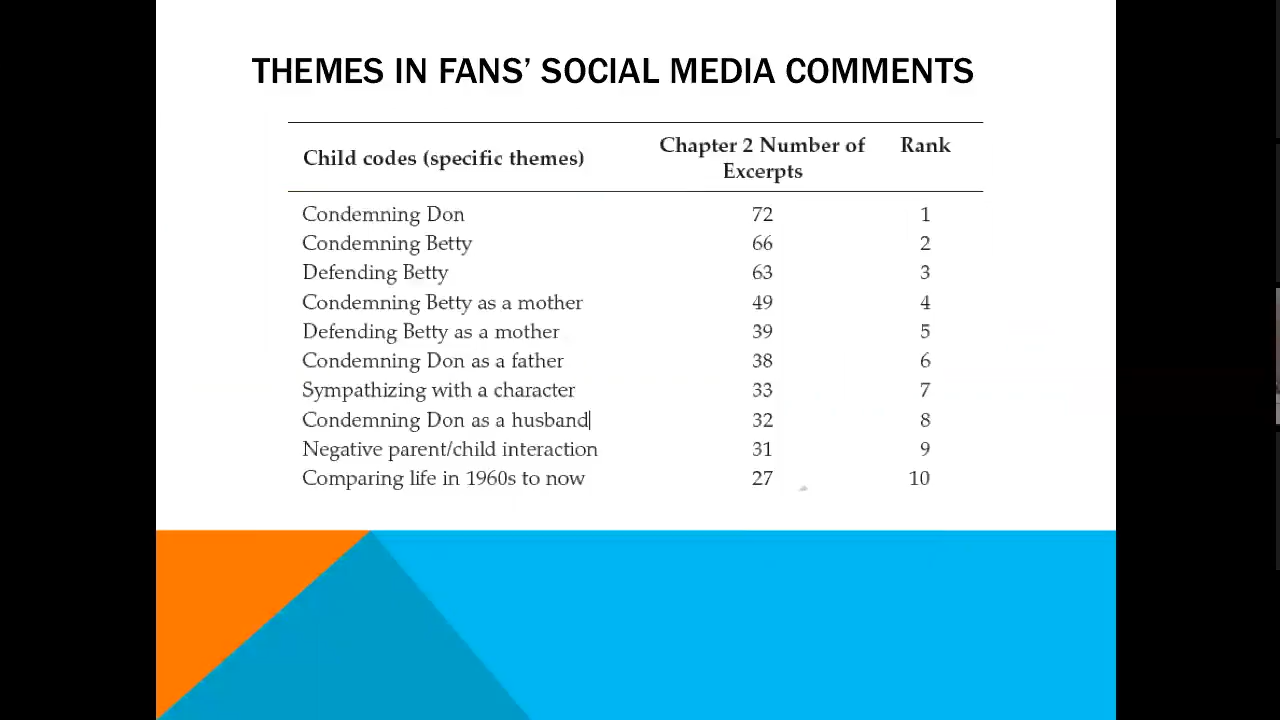 THEMES IN FANS’ SOCIAL MEDIA COMMENTS
Child codes (specific themes) Chapter 2 Number of Excerpts Rank
Condemning Don 72 1
Condemning Betty 66 2
Defending Betty 63 3
Condemning Betty as a mother 49 4
Defending Betty as a mother 39 5
Condemning Don as a father 38 6
Sympathizing with a character 33 7
Condemning Don as a husband 32 8
Negative parent/child interaction 31 9
Comparing life in 1960s to now 27 10